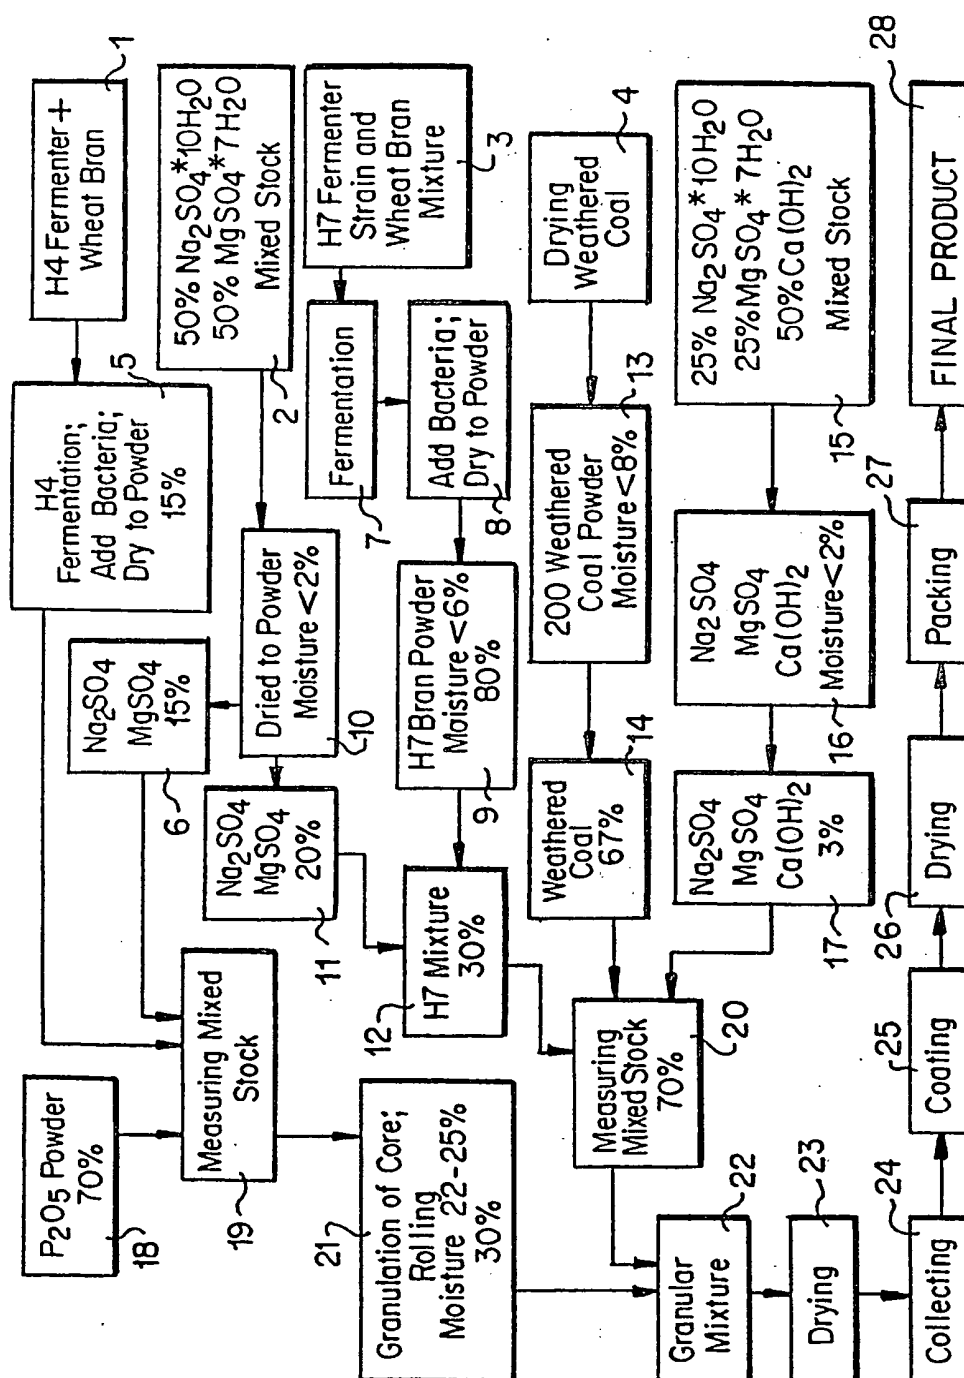 H4 Fermenter +
Wheat Bran
1
50% Na2SO4*10H2O
50% MgSO4*7H2O
Mixed Stock
2
H7 Fermenter
Strain and
Wheat Bran
Mixture
3
Drying
Weathered
Coal
4
25% Na2SO4*10H2O
25% MgSO4*7H2O
50% Ca(OH)2
Mixed Stock
15
H4
Fermentation;
Add Bacteria;
Dry to Powder
15%
5
Na2SO4
MgSO4
15%
6
Dried to Powder
Moisture <2%
10
Na2SO4
MgSO4
20%
11
Fermentation
7
Add Bacteria;
Dry to Powder
8
H7 Bran Powder
Moisture <6%
80%
9
H7 Mixture
30%
12
200 Weathered
Coal Powder
Moisture <8%
13
Weathered
Coal
67%
14
Na2SO4
MgSO4
Ca(OH)2
Moisture <2%
16
Na2SO4
MgSO4
Ca(OH)2
3%
17
P2O5 Powder
70%
18
Measuring Mixed
Stock
19
Measuring
Mixed Stock
70%
20
Granulation of Core;
Rolling
Moisture 22-25%
30%
21
Granular
Mixture
22
Drying
23
Collecting
24
Coating
25
Drying
26
Packing
27
FINAL PRODUCT
28